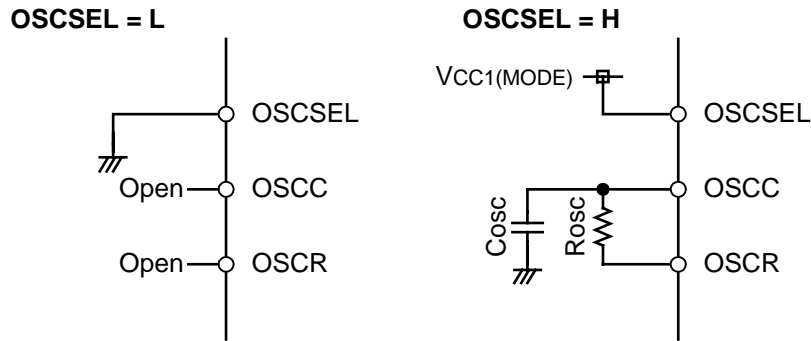 OSCSEL = L
OSCSEL
Open
OSCC
Open
OSCR
OSCSEL = H
VCC1(MODE)
OSCSEL
OSCC
Cosc
Rosc
OSCR